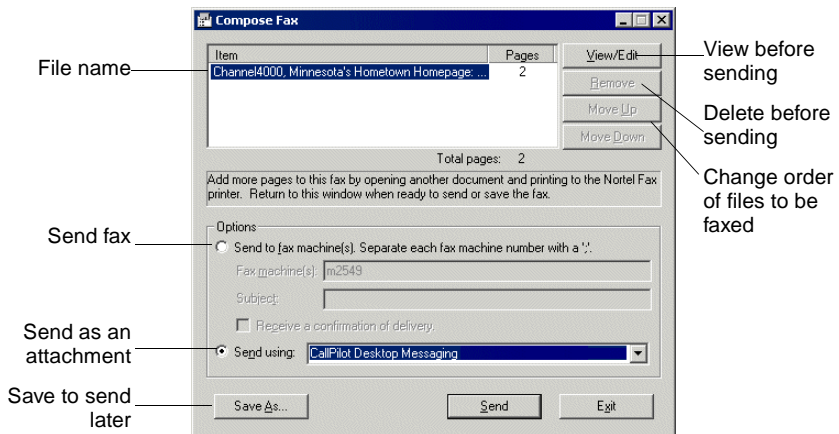 Compose Fax
File name
Item Pages
Channel4000, Minnesota's Hometown Homepage: ... 2
View/Edit
Remove
Move Up
Move Down
Total pages: 2
View before
sending
Delete before
sending
Change order
of files to be
faxed
Add more pages to this fax by opening another document and printing to the Nortel Fax
printer. Return to this window when ready to send or save the fax.
Options
Send fax
Send to fax machine(s). Separate each fax machine number with a ';'.
Fax machine(s): m2549
Subject:
Receive a confirmation of delivery.
Send as an
attachment
Send using: CallPilot Desktop Messaging
Save to send
later
Save As...
Send
Exit